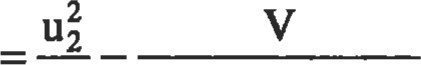 = u₂² − V